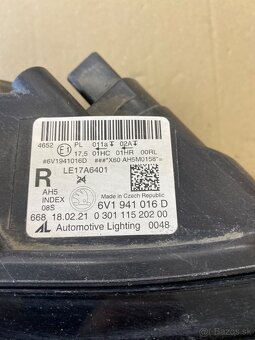 4652 E1 PL 011a 02A
17,5 01HC 01HR 00RL
#6V1941016D ###*X60 AH5M0158*=
LE17A6401
R 24
AH5
INDEX
08S
Made in Czech Republic
6V1 941 016 D
668 18.02.21 0 301 115 202 00
AL Automotive Lighting 0048
bazos.sk